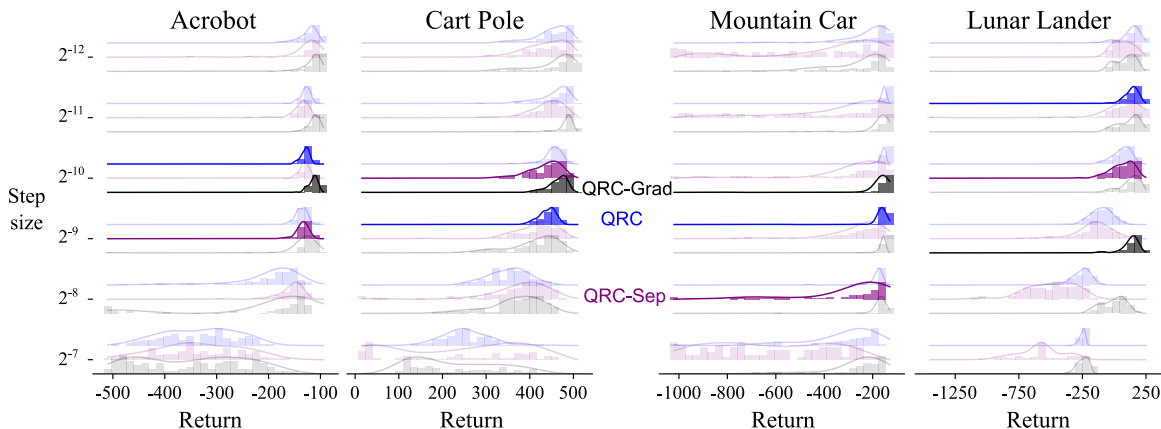 Acrobot Cart Pole Mountain Car Lunar Lander
2-12
2-11
2-10
QRC-Grad
Step
size
QRC
2-9
QRC-Sep
2-8
2-7
-500 -400 -300 -200 -100 0 100 200 300 400 500 -1000 -800 -600 -400 -200 -1250 -750 -250 250
Return Return Return Return